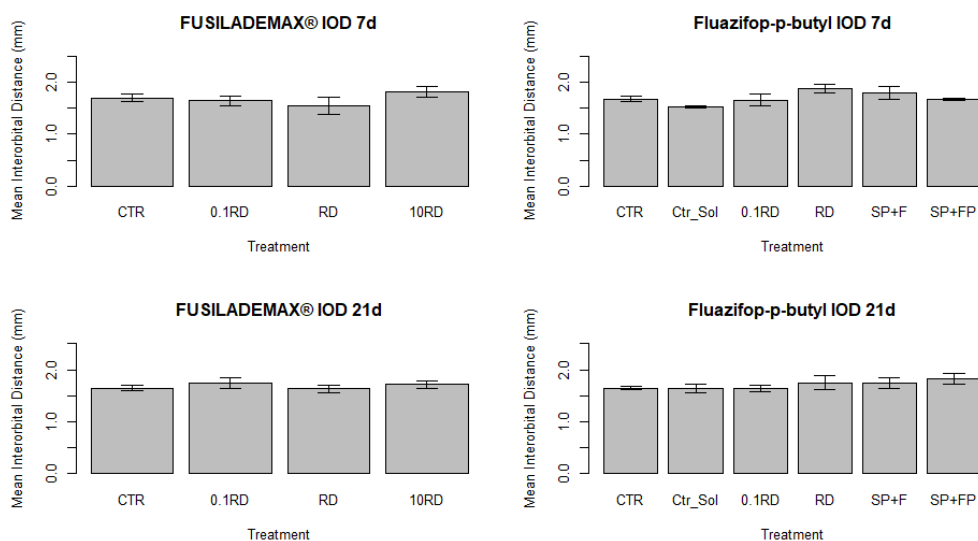 FUSILADEMAX® IOD 7d
Mean Interorbital Distance (mm)
2.0
1.0
0.0
CTR 0.1RD RD 10RD
Treatment
Fluazifop-p-butyl IOD 7d
Mean Interorbital Distance (mm)
2.0
1.0
0.0
CTR Ctr_Sol 0.1RD RD SP+F SP+FP
Treatment
FUSILADEMAX® IOD 21d
Mean Interorbital Distance (mm)
2.0
1.0
0.0
CTR 0.1RD RD 10RD
Treatment
Fluazifop-p-butyl IOD 21d
Mean Interorbital Distance (mm)
2.0
1.0
0.0
CTR Ctr_Sol 0.1RD RD SP+F SP+FP
Treatment